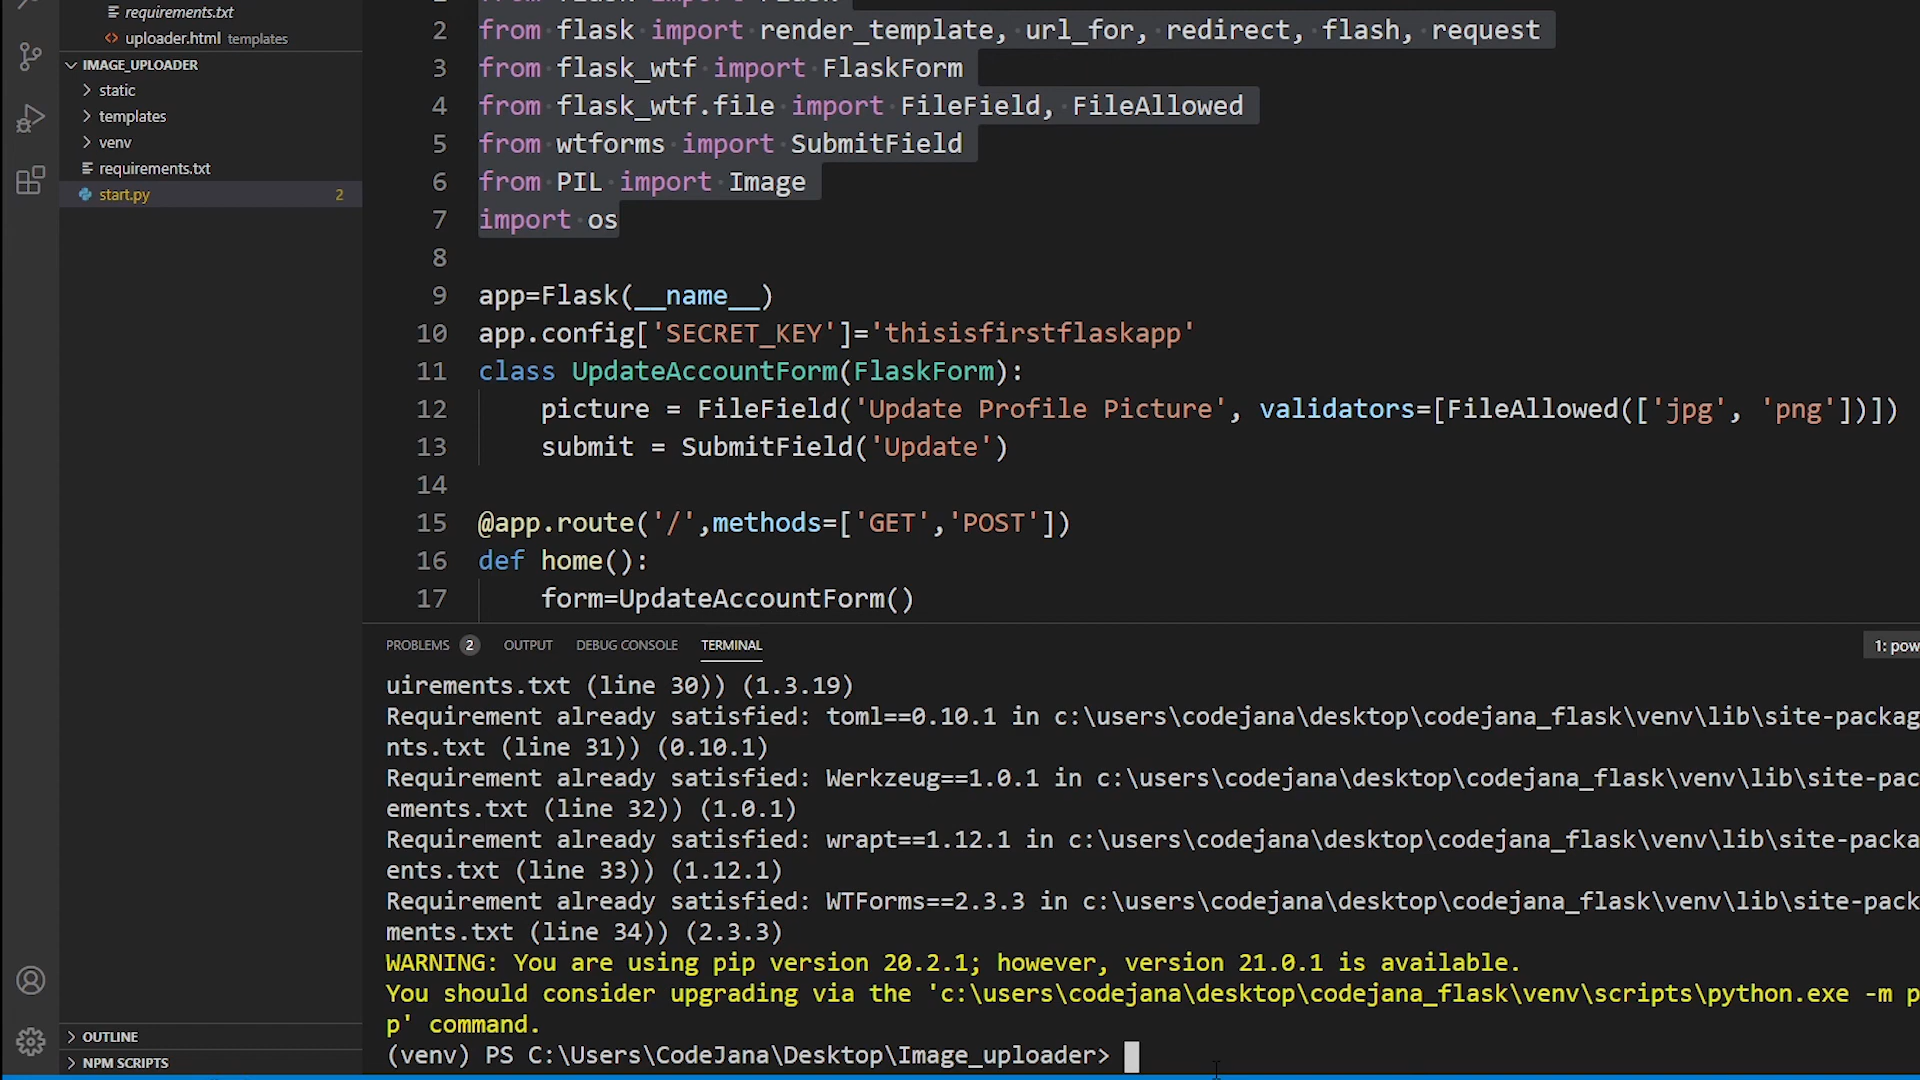 requirements.txt
uploader.html templates
IMAGE_UPLOADER
static
templates
venv
requirements.txt
start.py 2
OUTLINE
NPM SCRIPTS
2 from flask import render_template, url_for, redirect, flash, request
3 from flask_wtf import FlaskForm
4 from flask_wtf.file import FileField, FileAllowed
5 from wtforms import SubmitField
6 from PIL import Image
7 import os
8
9 app=Flask(__name__)
10 app.config['SECRET_KEY']='thisisfirstflaskapp'
11 class UpdateAccountForm(FlaskForm):
12 picture = FileField('Update Profile Picture', validators=[FileAllowed(['jpg', 'png'])])
13 submit = SubmitField('Update')
14
15 @app.route('/',methods=['GET','POST'])
16 def home():
17 form=UpdateAccountForm()
PROBLEMS 2 OUTPUT DEBUG CONSOLE TERMINAL 1: pow
uirements.txt (line 30)) (1.3.19)
Requirement already satisfied: toml==0.10.1 in c:\users\codejana\desktop\codejana_flask\venv\lib\site-packag
nts.txt (line 31)) (0.10.1)
Requirement already satisfied: Werkzeug==1.0.1 in c:\users\codejana\desktop\codejana_flask\venv\lib\site-pac
ements.txt (line 32)) (1.0.1)
Requirement already satisfied: wrapt==1.12.1 in c:\users\codejana\desktop\codejana_flask\venv\lib\site-packa
ents.txt (line 33)) (1.12.1)
Requirement already satisfied: WTForms==2.3.3 in c:\users\codejana\desktop\codejana_flask\venv\lib\site-pack
ments.txt (line 34)) (2.3.3)
WARNING: You are using pip version 20.2.1; however, version 21.0.1 is available.
You should consider upgrading via the 'c:\users\codejana\desktop\codejana_flask\venv\scripts\python.exe -m p
p' command.
(venv) PS C:\Users\CodeJana\Desktop\Image_uploader>